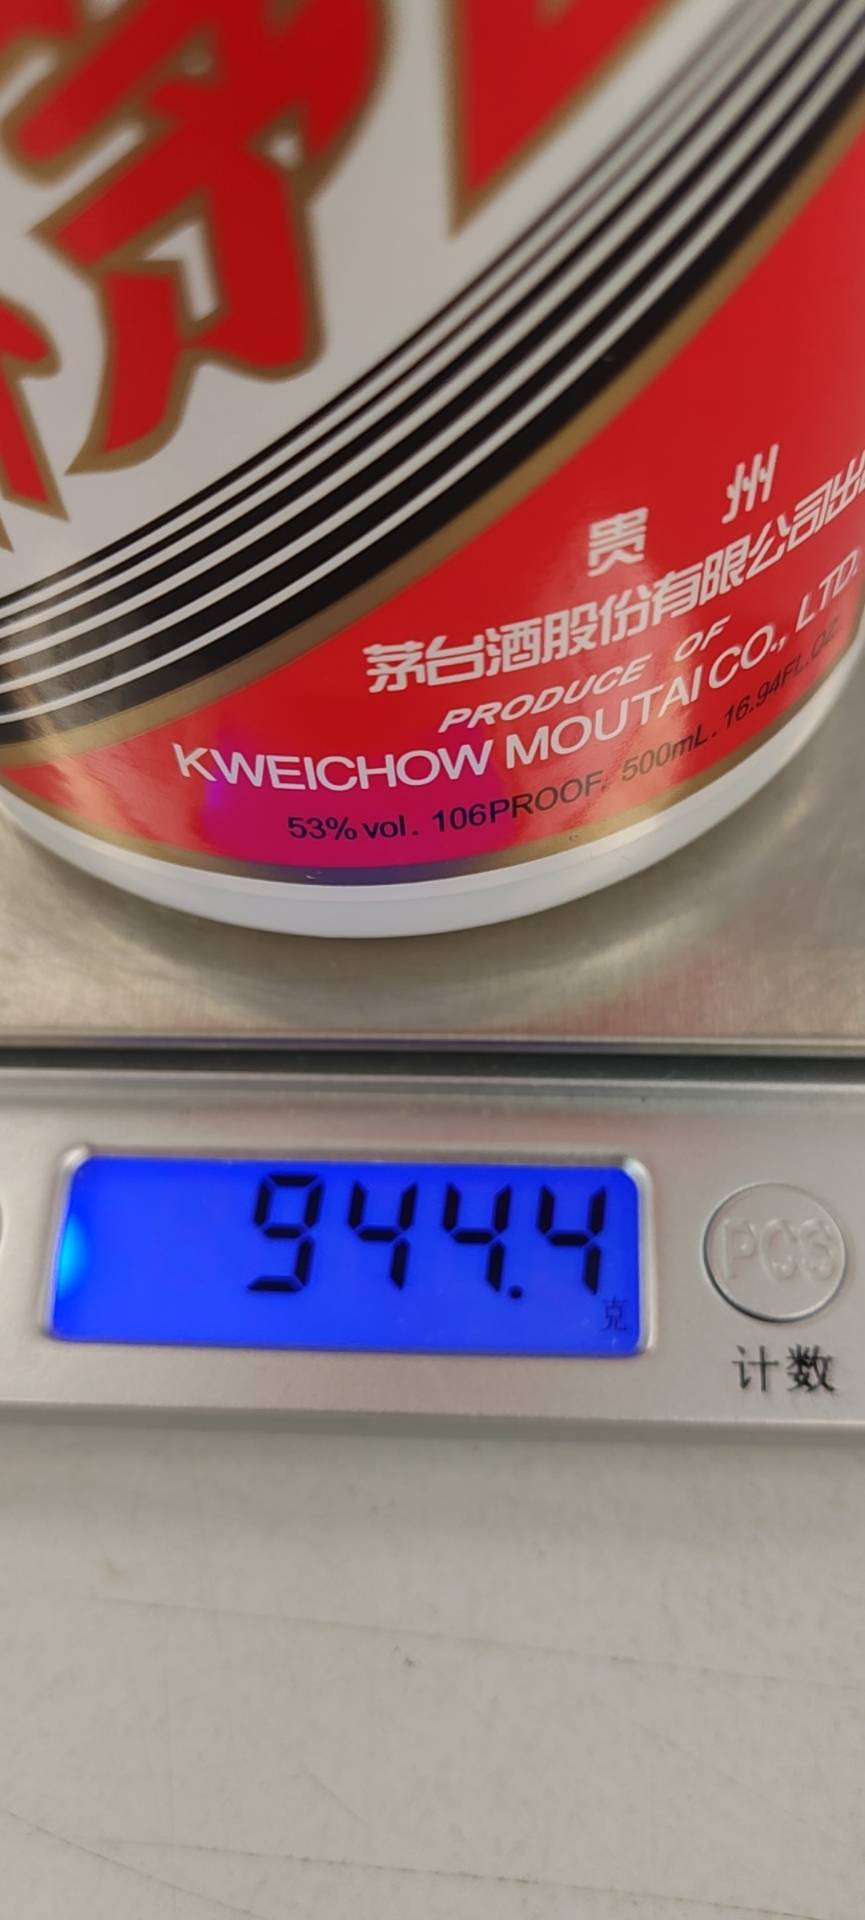 贵 州
茅台酒股份有限公司出
PRODUCE OF
KWEICHOW MOUTAI CO., LTD.
53% vol. 106PROOF. 500mL. 16.94FL.OZ
944.4
克
PCS
计数